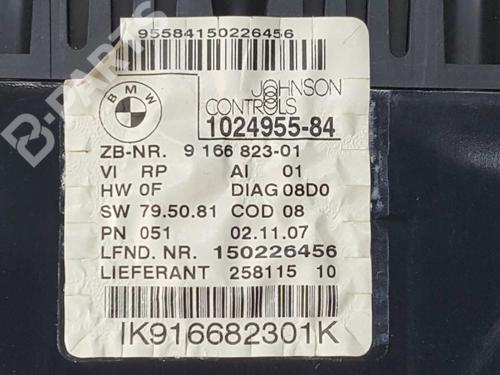 95584150226456
B-PARTS
BMW
JOHNSON
CONTROLS
1024955-84
ZB-NR. 9 166 823-01
VI RP AI 01
HW 0F DIAG 08D0
SW 79.50.81 COD 08
PN 051 02.11.07
LFND. NR. 150226456
LIEFERANT 258115 10
IK916682301K